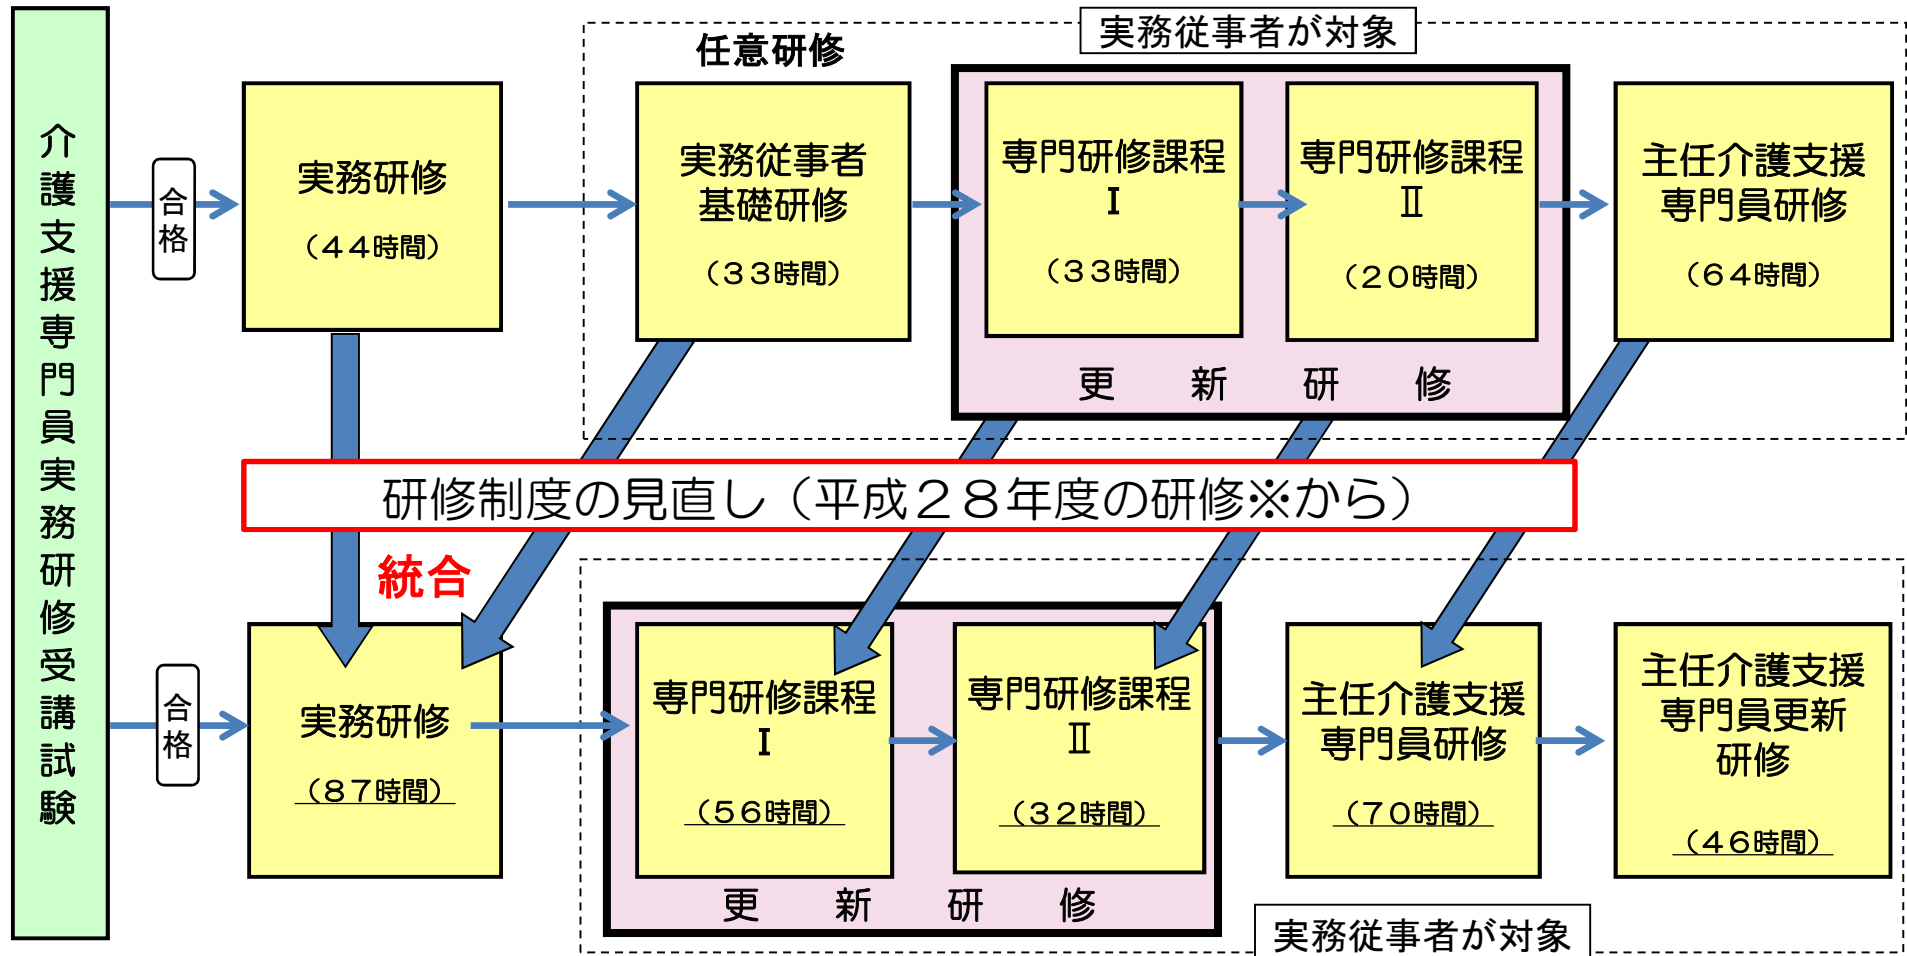 介護支援専門員実務研修受講試験
合格
実務研修
（44時間）
任意研修
実務従事者が対象
実務従事者
基礎研修
（33時間）
専門研修課程
Ⅰ
（33時間）
専門研修課程
Ⅱ
（20時間）
更新研修
主任介護支援
専門員研修
（64時間）
研修制度の見直し（平成２８年度の研修※から）
統合
合格
実務研修
（87時間）
専門研修課程
Ⅰ
（56時間）
専門研修課程
Ⅱ
（32時間）
更新研修
主任介護支援
専門員研修
（70時間）
主任介護支援
専門員更新
研修
（46時間）
実務従事者が対象